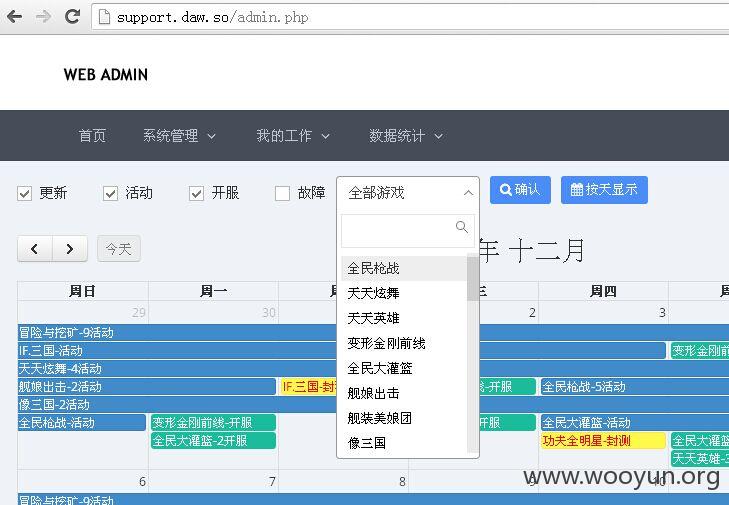 support.daw.so/admin.php
WEB ADMIN
首页 系统管理 我的工作 数据统计
更新 活动 开服 故障 全部游戏 确认 按天显示
今天 年 十二月
全民枪战
天天炫舞
天天英雄
变形金刚前线
全民大灌篮
舰娘出击
舰装美娘团
像三国
周日 周一 周四
29 30 2 3
冒险与挖矿-9活动
IF.三国-活动 变形金刚前
天天炫舞-4活动
舰娘出击-2活动 IF.三国-封 线-开服 全民枪战-5活动
像三国-2活动
全民枪战-活动 变形金刚前线-开服 -开服 全民大灌篮-活动
全民大灌篮-2开服 功夫全明星-封测 全民大灌篮
天天英雄-3
www.wooyun.org
6 7 8 9 10
冒险与挖矿-9活动